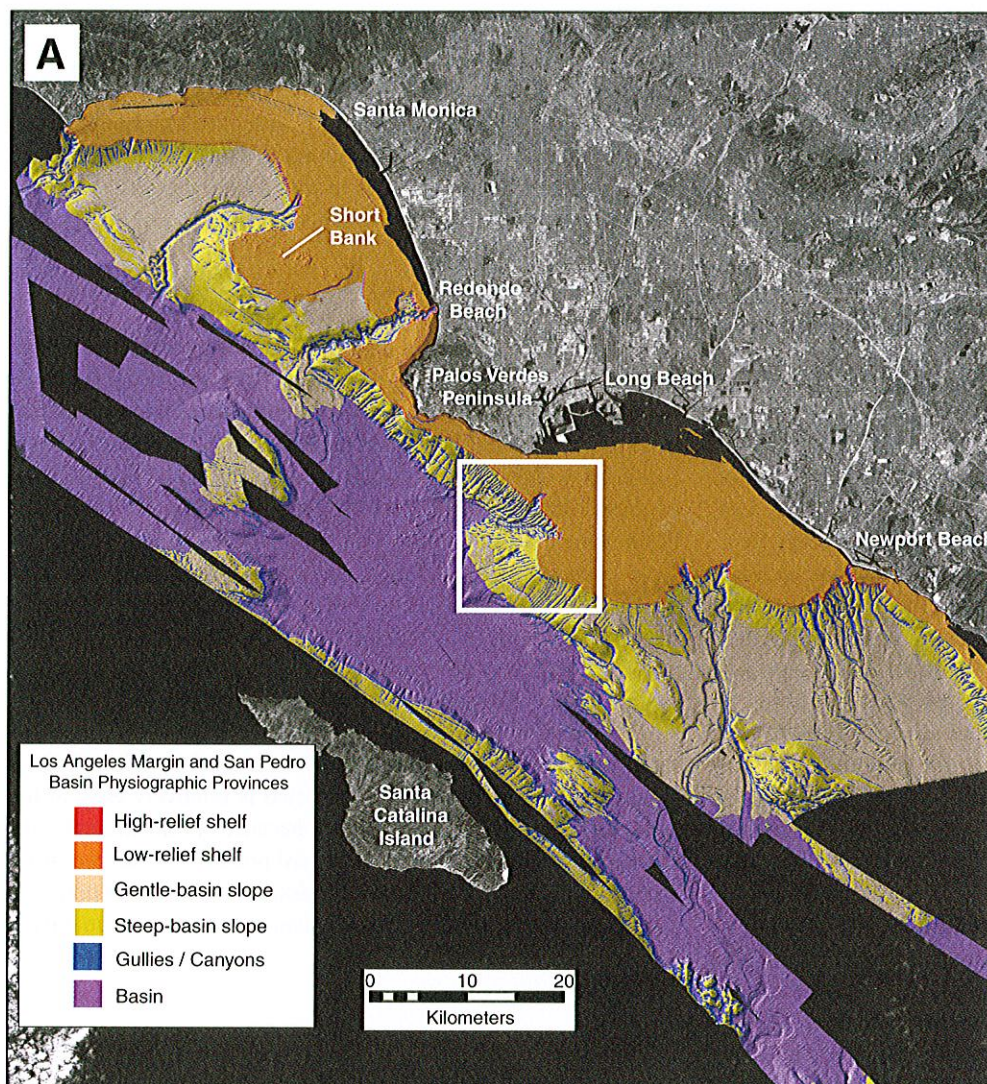 A
Santa Monica
Short
Bank
Redondo
Beach
Palos Verdes
Peninsula
Long Beach
Newport Beach
Los Angeles Margin and San Pedro
Basin Physiographic Provinces
High-relief shelf
Low-relief shelf
Gentle-basin slope
Steep-basin slope
Gullies / Canyons
Basin
Santa
Catalina
Island
0 10 20
Kilometers